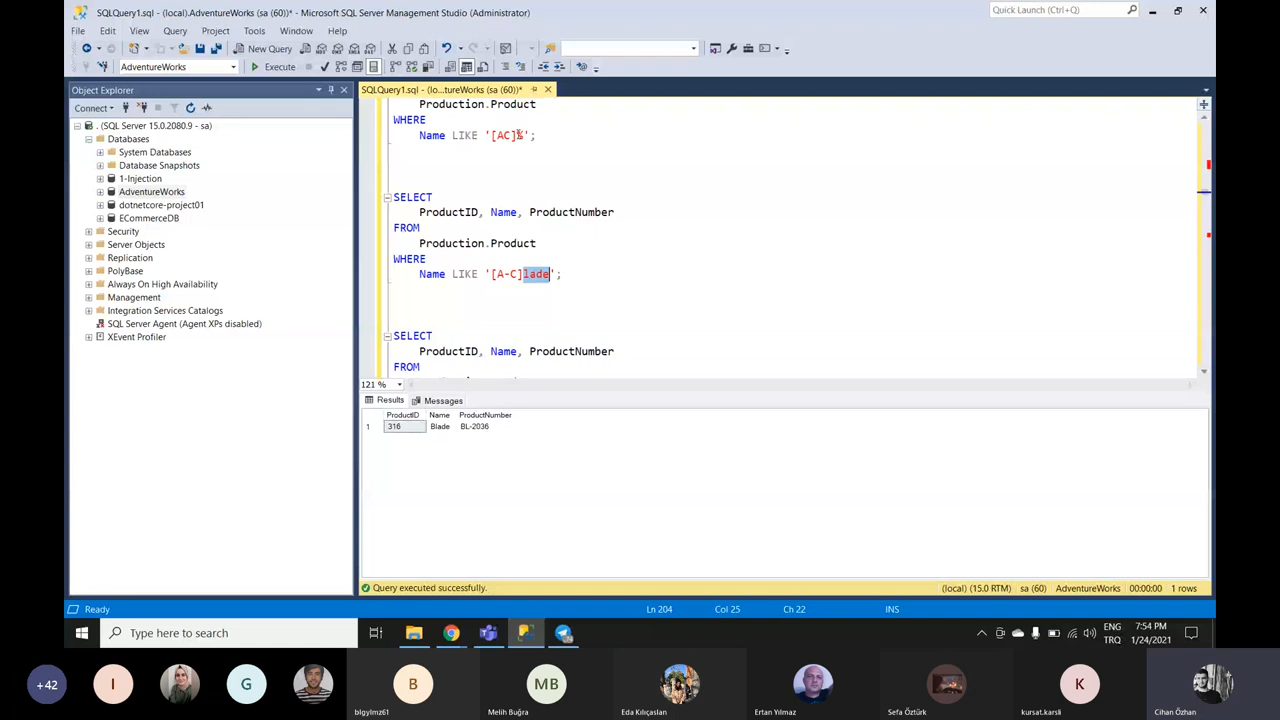 SQLQuery1.sql - (local).AdventureWorks (sa (60))* - Microsoft SQL Server Management Studio (Administrator)
Quick Launch (Ctrl+Q)
File Edit View Query Project Tools Window Help
New Query
AdventureWorks Execute
Object Explorer
SQLQuery1.sql - (lo...tureWorks (sa (60))*
Connect
. (SQL Server 15.0.2080.9 - sa)
Databases
System Databases
Database Snapshots
1-Injection
AdventureWorks
dotnetcore-project01
ECommerceDB
Security
Server Objects
Replication
PolyBase
Always On High Availability
Management
Integration Services Catalogs
SQL Server Agent (Agent XPs disabled)
XEvent Profiler
Production.Product
WHERE
Name LIKE '[AC]%';
SELECT
ProductID, Name, ProductNumber
FROM
Production.Product
WHERE
Name LIKE '[A-C]lade';
SELECT
ProductID, Name, ProductNumber
FROM
121 %
Results Messages
ProductID Name ProductNumber
1 316 Blade BL-2036
Query executed successfully.
(local) (15.0 RTM) sa (60) AdventureWorks 00:00:00 1 rows
Ready
Ln 204 Col 25 Ch 22 INS
Type here to search
ENG
TRQ
7:54 PM
1/24/2021
+42
I
G
B
MB
K
blgylmz61
Melih Buğra
Eda Kılıçaslan
Ertan Yılmaz
Sefa Öztürk
kursat.karsli
Cihan Özhan